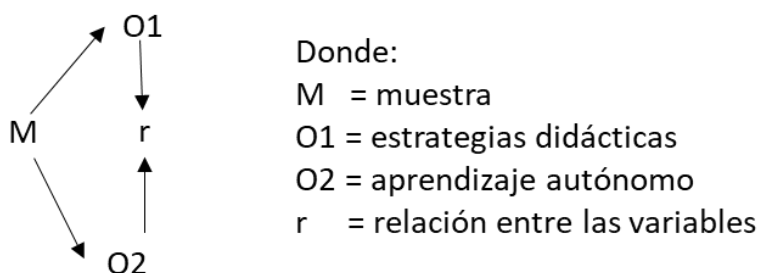 O1
M
r
O2
Donde:
M = muestra
O1 = estrategias didácticas
O2 = aprendizaje autónomo
r = relación entre las variables